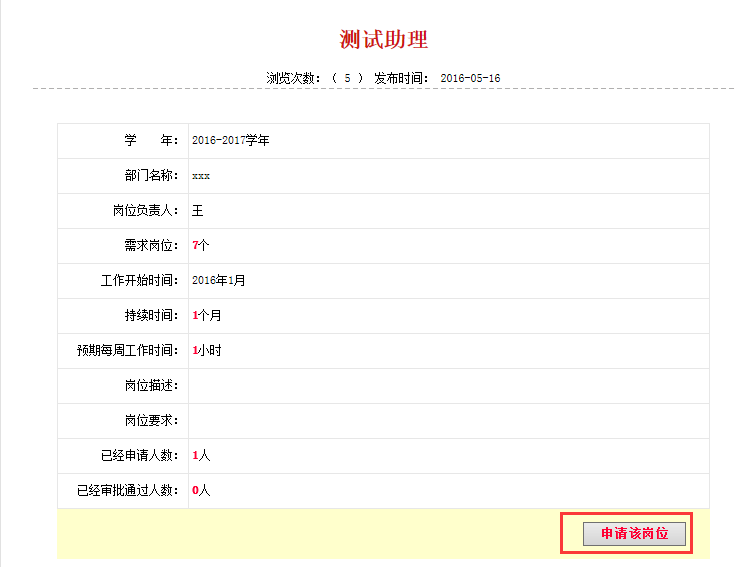 测试助理
浏览次数：（ 5 ） 发布时间： 2016-05-16
学　　年： 2016-2017学年
部门名称： xxx
岗位负责人： 王
需求岗位： 7个
工作开始时间： 2016年1月
持续时间： 1个月
预期每周工作时间： 1小时
岗位描述：
岗位要求：
已经申请人数： 1人
已经审批通过人数： 0人
申请该岗位